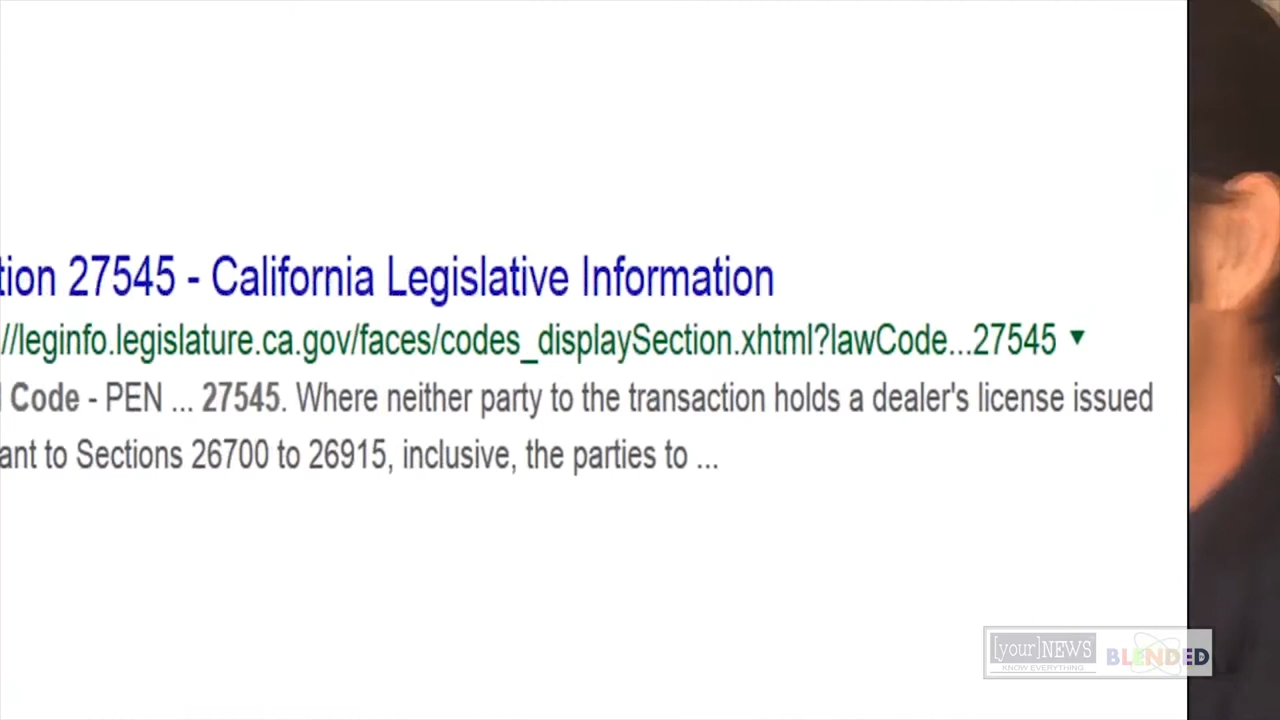 tion 27545 - California Legislative Information
//leginfo.legislature.ca.gov/faces/codes_displaySection.xhtml?lawCode...27545 ▼
Code - PEN ... 27545. Where neither party to the transaction holds a dealer's license issued
ant to Sections 26700 to 26915, inclusive, the parties to ...
[your]NEWS
KNOW EVERYTHING
BLENDED